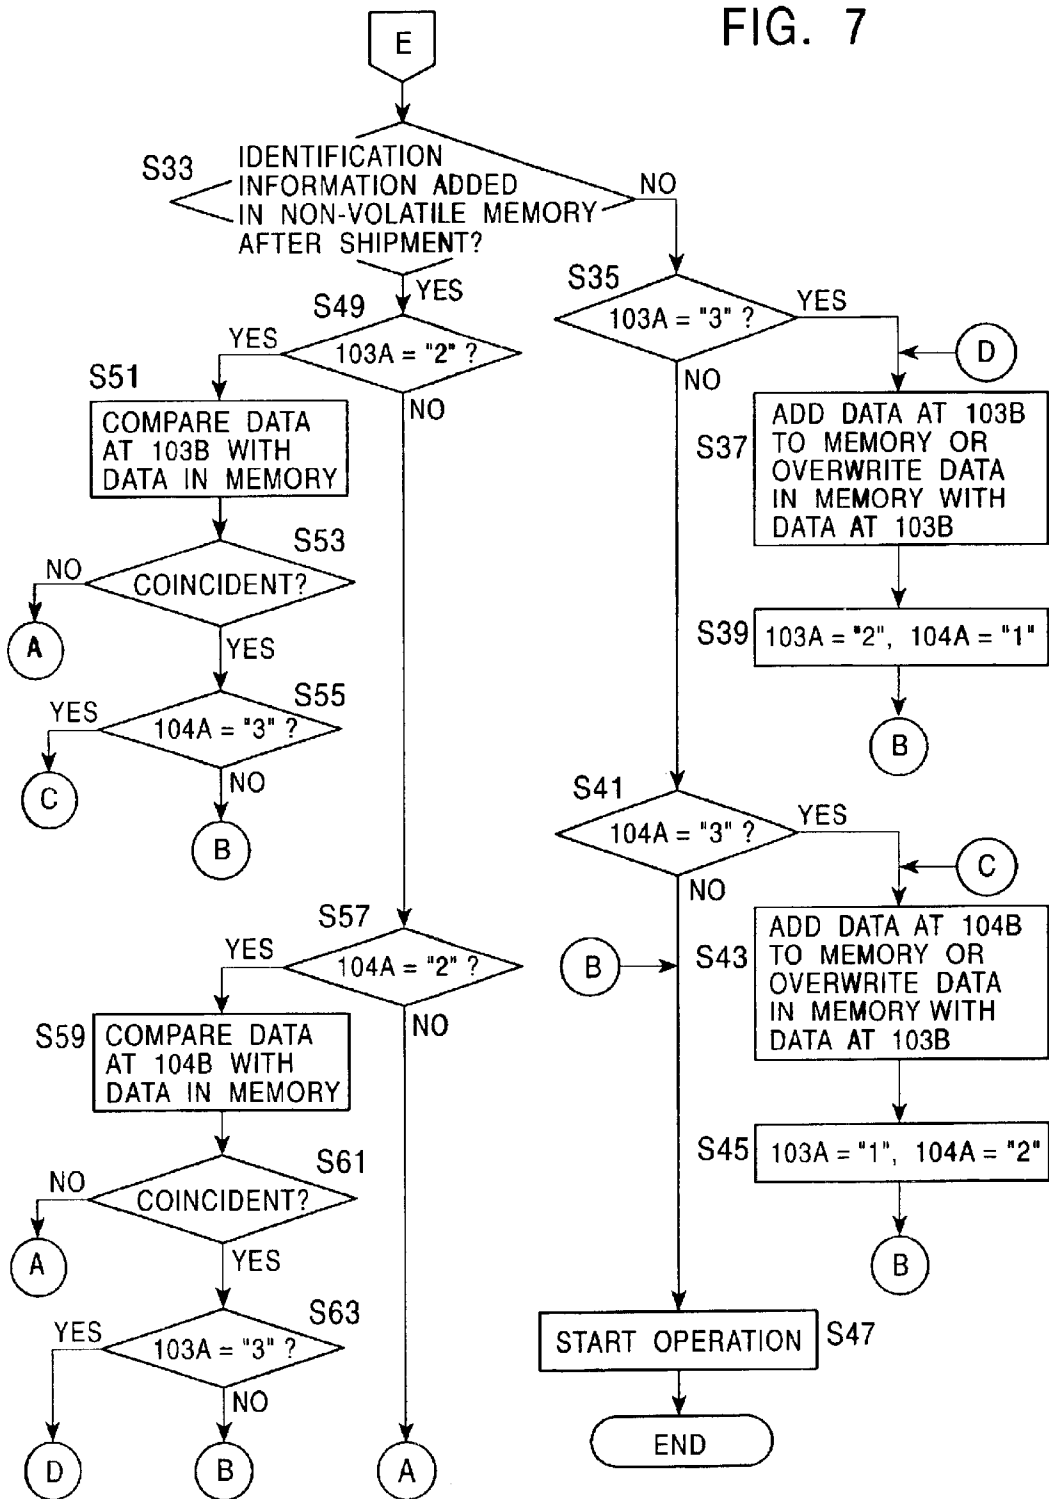 FIG. 7
E
S33
IDENTIFICATION
INFORMATION ADDED
IN NON-VOLATILE MEMORY
AFTER SHIPMENT?
NO
YES
S49
103A = "2" ?
YES
NO
S51
COMPARE DATA
AT 103B WITH
DATA IN MEMORY
S53
COINCIDENT?
NO
A
YES
S55
104A = "3" ?
YES
C
NO
B
S57
104A = "2" ?
YES
NO
S59
COMPARE DATA
AT 104B WITH
DATA IN MEMORY
S61
COINCIDENT?
NO
A
YES
S63
103A = "3" ?
YES
D
NO
B
A
S35
103A = "3" ?
YES
NO
D
S37
ADD DATA AT 103B
TO MEMORY OR
OVERWRITE DATA
IN MEMORY WITH
DATA AT 103B
S39
103A = "2", 104A = "1"
B
S41
104A = "3" ?
YES
NO
C
B
S43
ADD DATA AT 104B
TO MEMORY OR
OVERWRITE DATA
IN MEMORY WITH
DATA AT 103B
S45
103A = "1", 104A = "2"
B
START OPERATION
S47
END